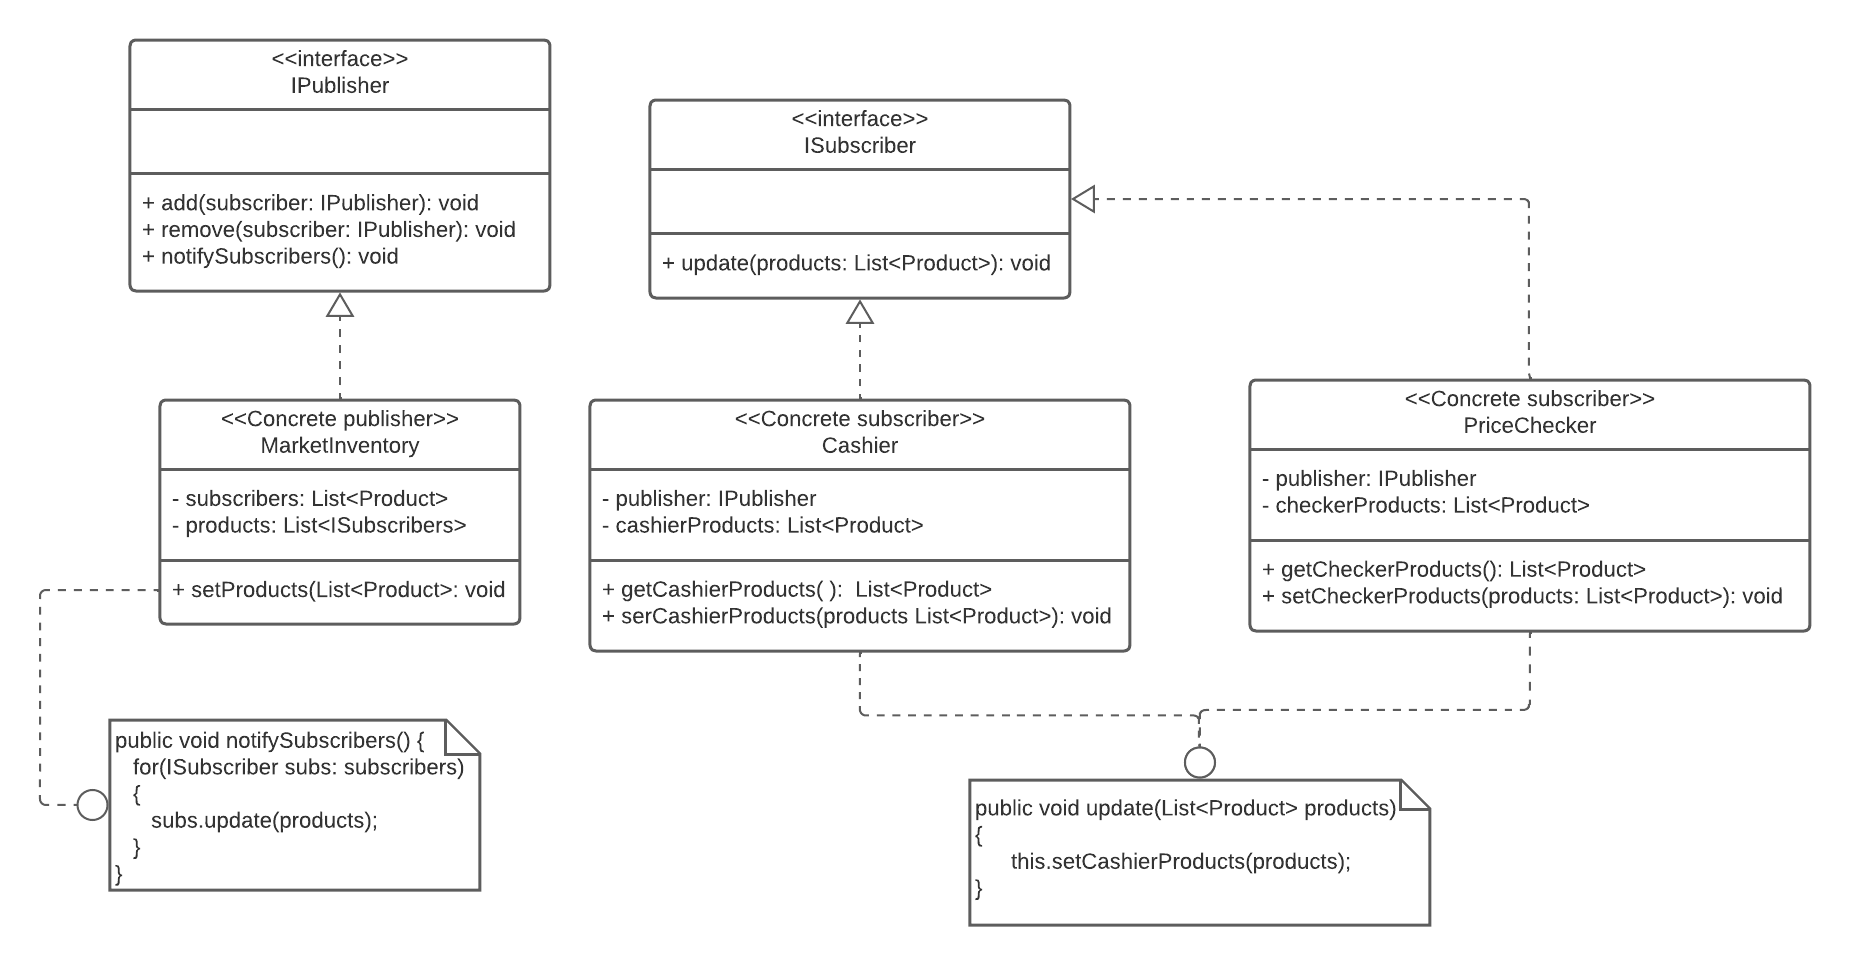 <<interface>>
IPublisher
+ add(subscriber: IPublisher): void
+ remove(subscriber: IPublisher): void
+ notifySubscribers(): void
<<interface>>
ISubscriber
+ update(products: List<Product>): void
<<Concrete publisher>>
MarketInventory
- subscribers: List<Product>
- products: List<ISubscribers>
+ setProducts(List<Product>: void
<<Concrete subscriber>>
Cashier
- publisher: IPublisher
- cashierProducts: List<Product>
+ getCashierProducts( ):  List<Product>
+ serCashierProducts(products List<Product>): void
<<Concrete subscriber>>
PriceChecker
- publisher: IPublisher
- checkerProducts: List<Product>
+ getCheckerProducts(): List<Product>
+ setCheckerProducts(products: List<Product>): void
public void notifySubscribers() {
for(ISubscriber subs: subscribers)
{
subs.update(products);
}
}
public void update(List<Product> products)
{
this.setCashierProducts(products);
}